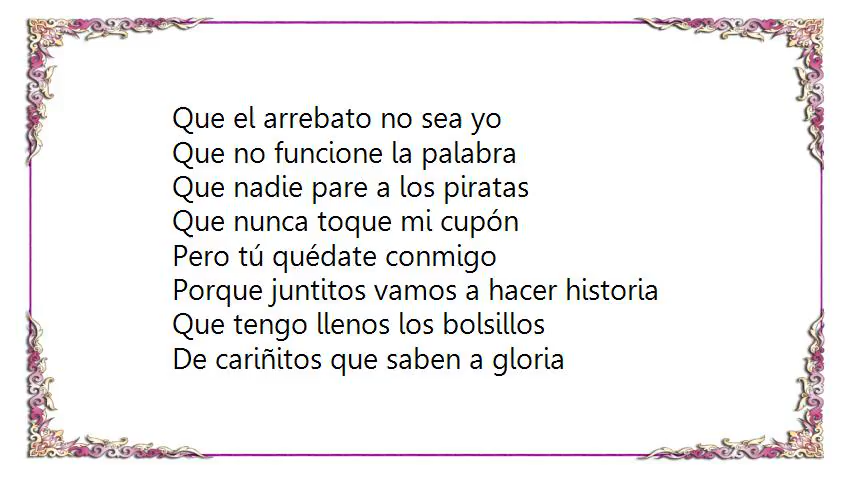 Que el arrebato no sea yo
Que no funcione la palabra
Que nadie pare a los piratas
Que nunca toque mi cupón
Pero tú quédate conmigo
Porque juntitos vamos a hacer historia
Que tengo llenos los bolsillos
De cariñitos que saben a gloria